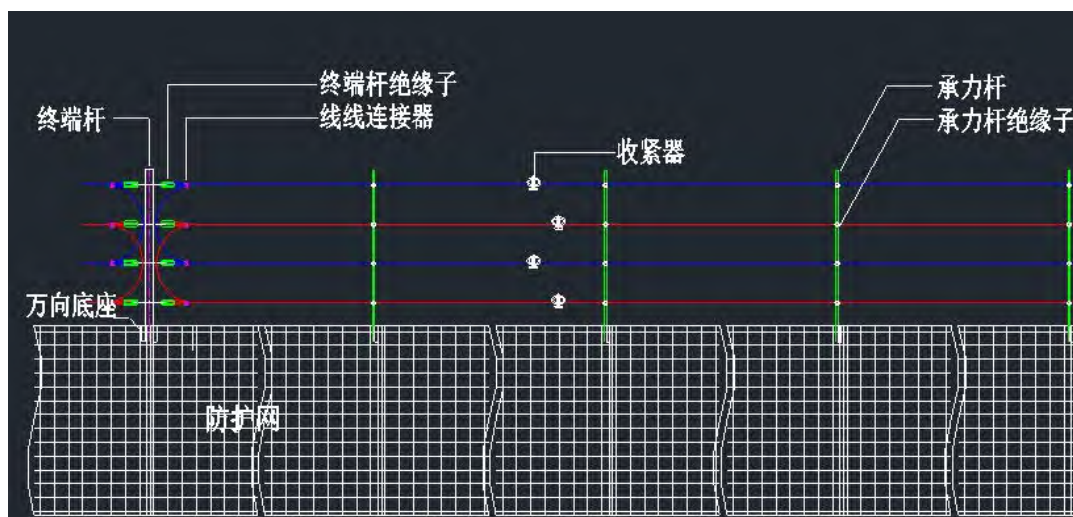 终端杆绝缘子
承力杆
终端杆
线线连接器
承力杆绝缘子
收紧器
万向底座
防护网